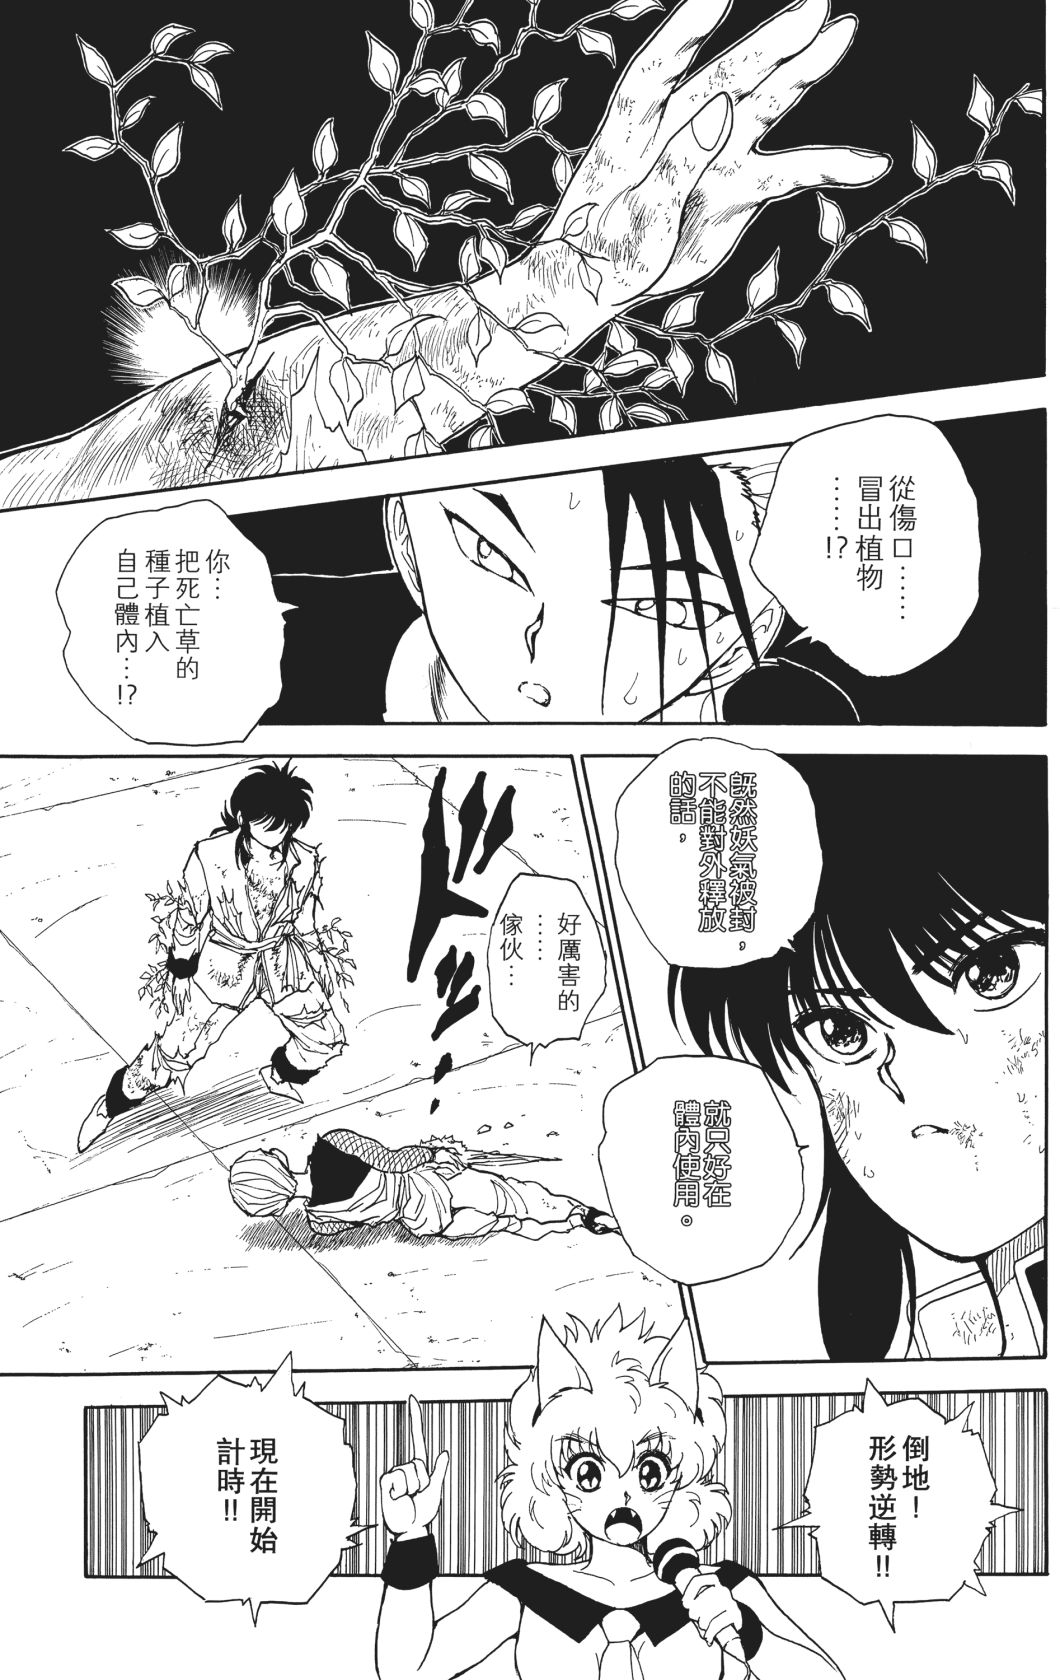 從傷口……
冒出植物
……!?
你…
把死亡草的
種子植入
自己體內…!?
既然妖氣被封，
不能對外釋放
的話，
就只好在
體內使用。
好厲害的
……
傢伙…
ドッ
倒地！
形勢逆轉!!
現在開始
計時!!